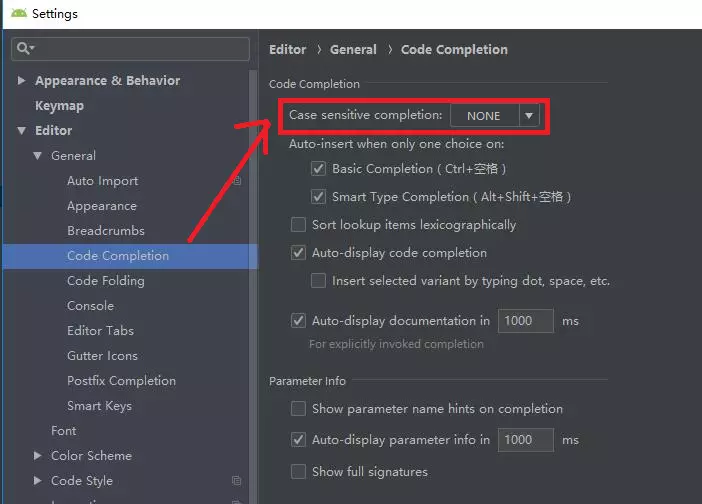 Settings
Editor > General > Code Completion
Appearance & Behavior
Keymap
Editor
General
Auto Import
Appearance
Breadcrumbs
Code Completion
Code Folding
Console
Editor Tabs
Gutter Icons
Postfix Completion
Smart Keys
Font
Color Scheme
Code Style
Code Completion
Case sensitive completion: NONE
Auto-insert when only one choice on:
Basic Completion ( Ctrl+空格 )
Smart Type Completion ( Alt+Shift+空格 )
Sort lookup items lexicographically
Auto-display code completion
Insert selected variant by typing dot, space, etc.
Auto-display documentation in 1000 ms
For explicitly invoked completion
Parameter Info
Show parameter name hints on completion
Auto-display parameter info in 1000 ms
Show full signatures